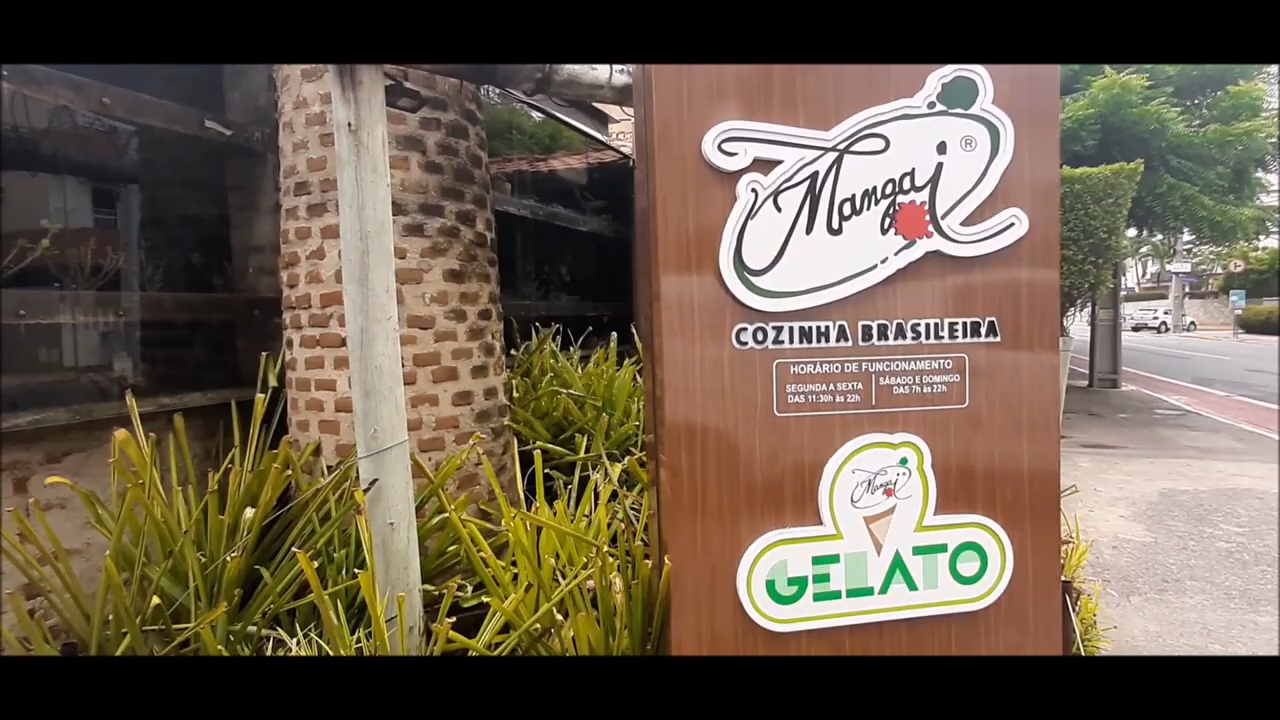 Mangai ®
COZINHA BRASILEIRA
HORÁRIO DE FUNCIONAMENTO
SEGUNDA A SEXTA
DAS 11:30h às 22h
SÁBADO E DOMINGO
DAS 7h às 22h
Mangai
GELATO